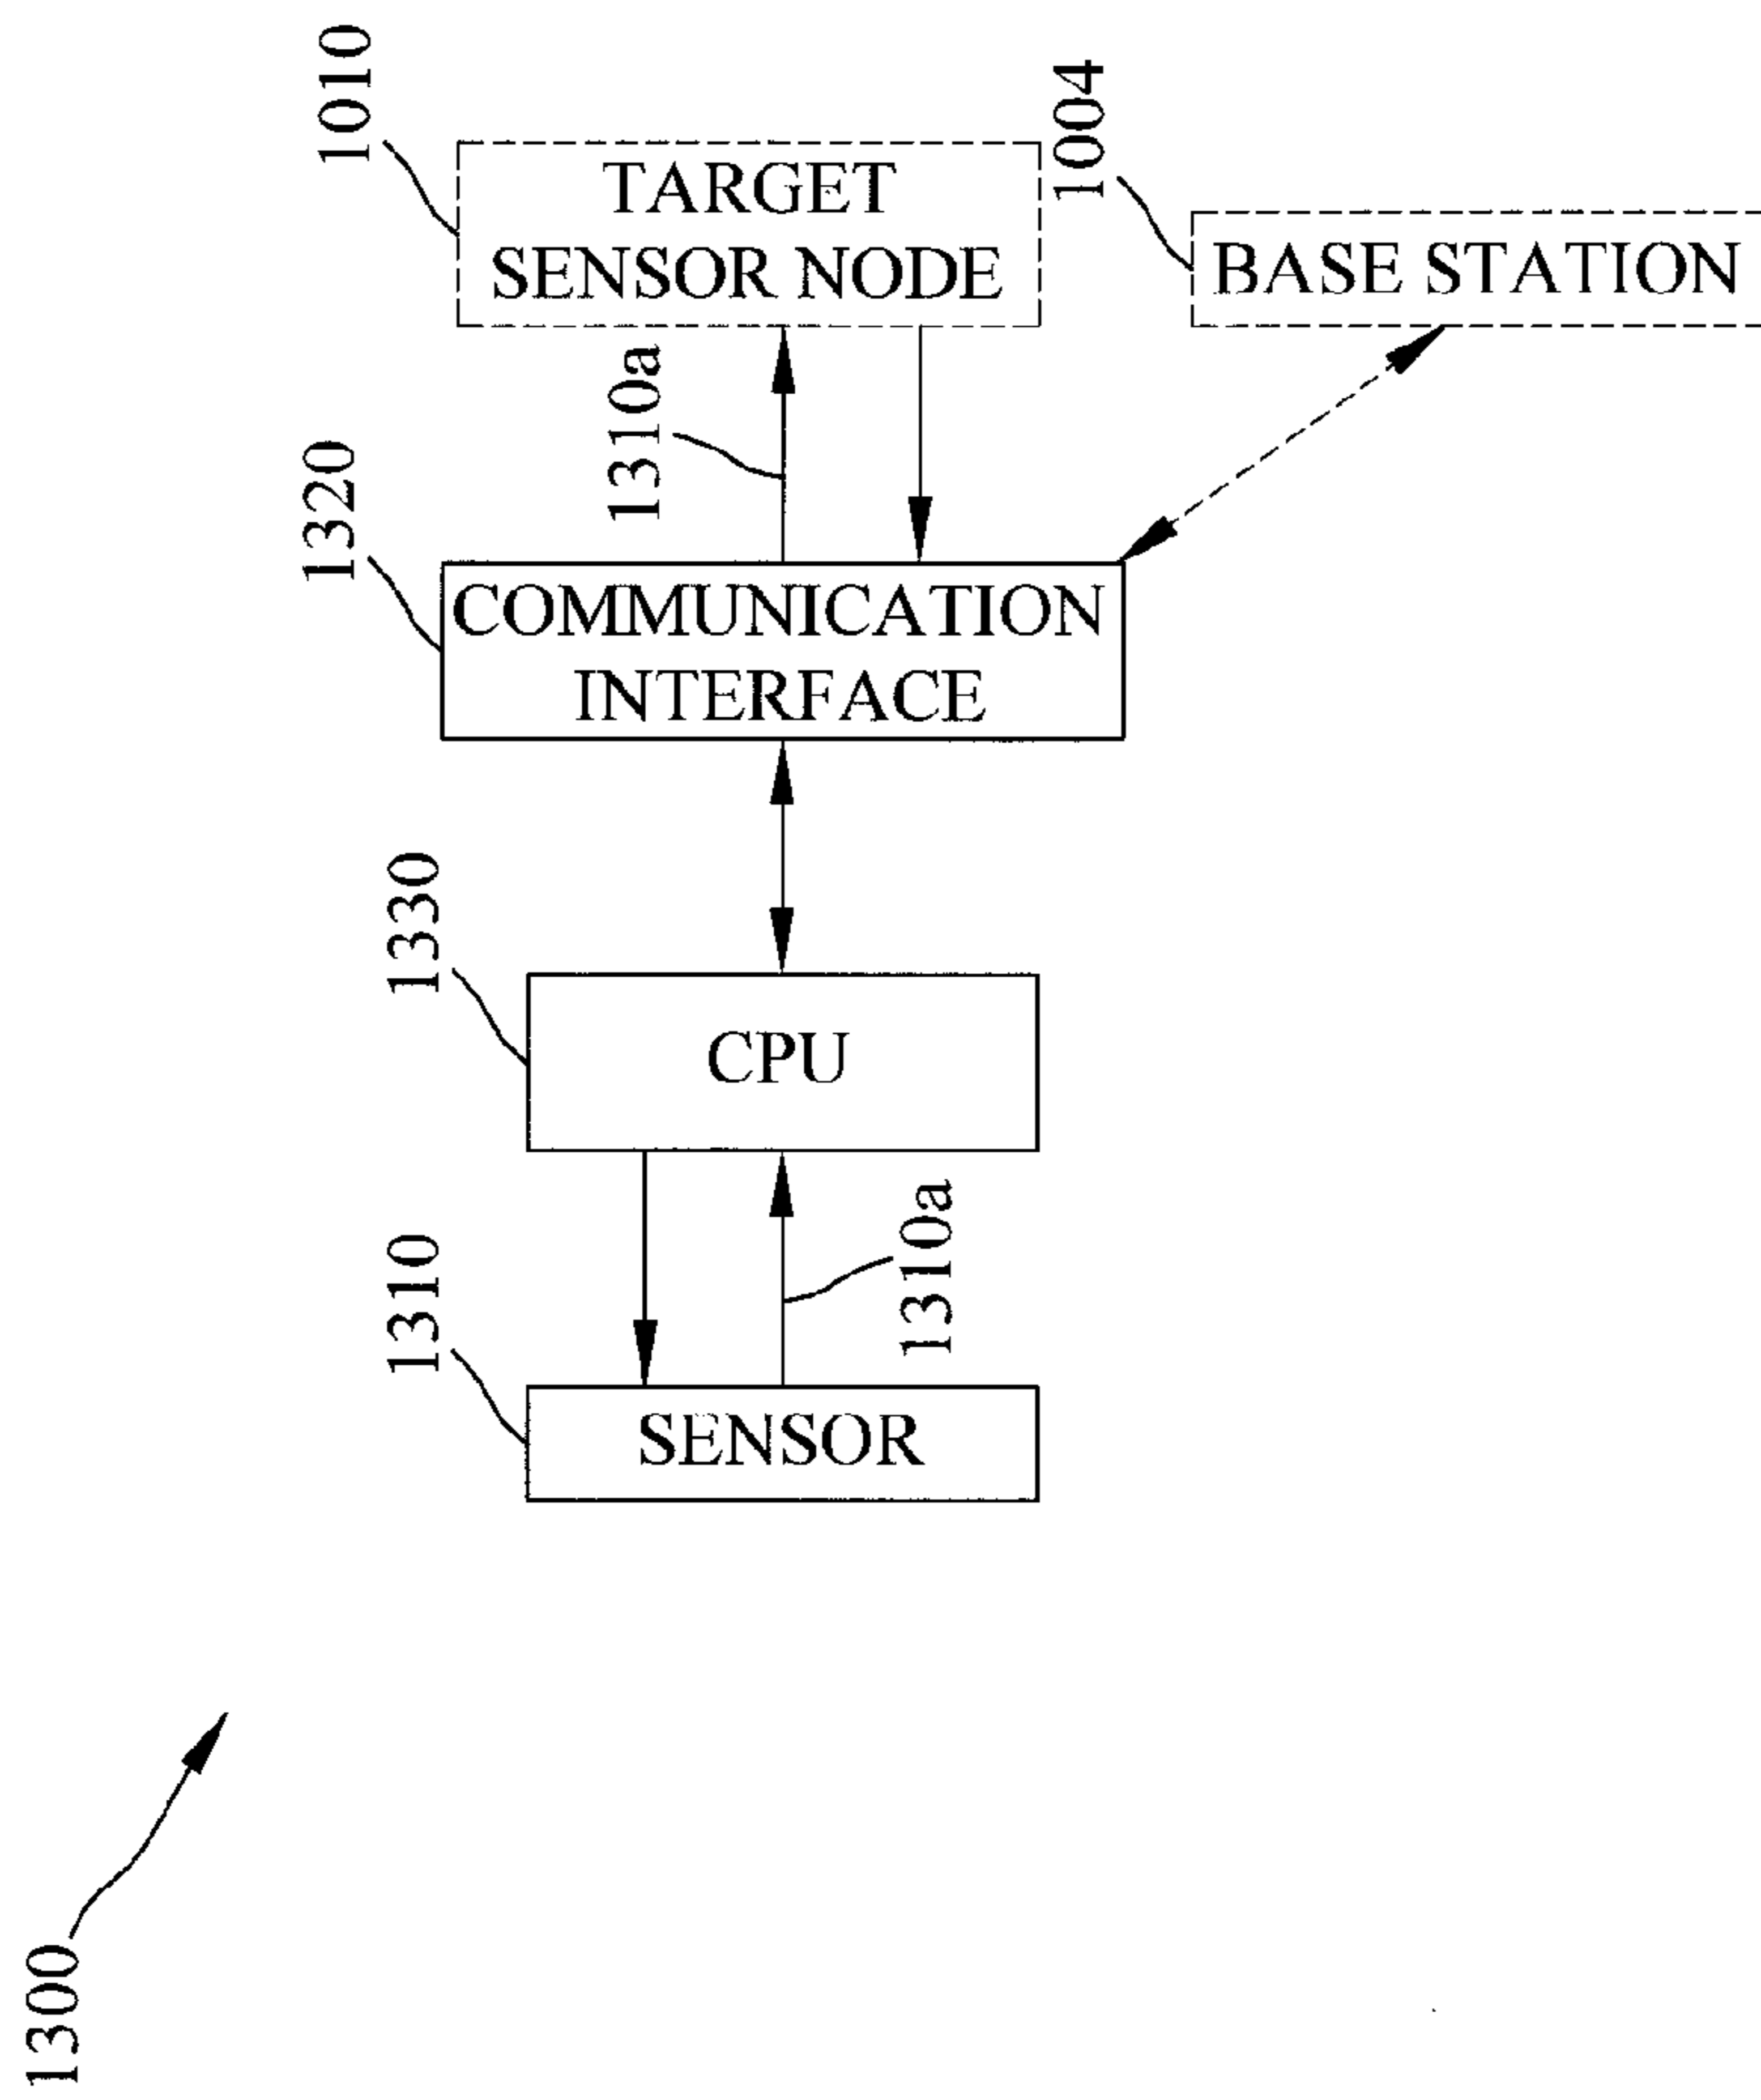 1010
TARGET
SENSOR NODE
1004
BASE STATION
1310a
1320
COMMUNICATION
INTERFACE
1330
CPU
1310
1310a
SENSOR
1300